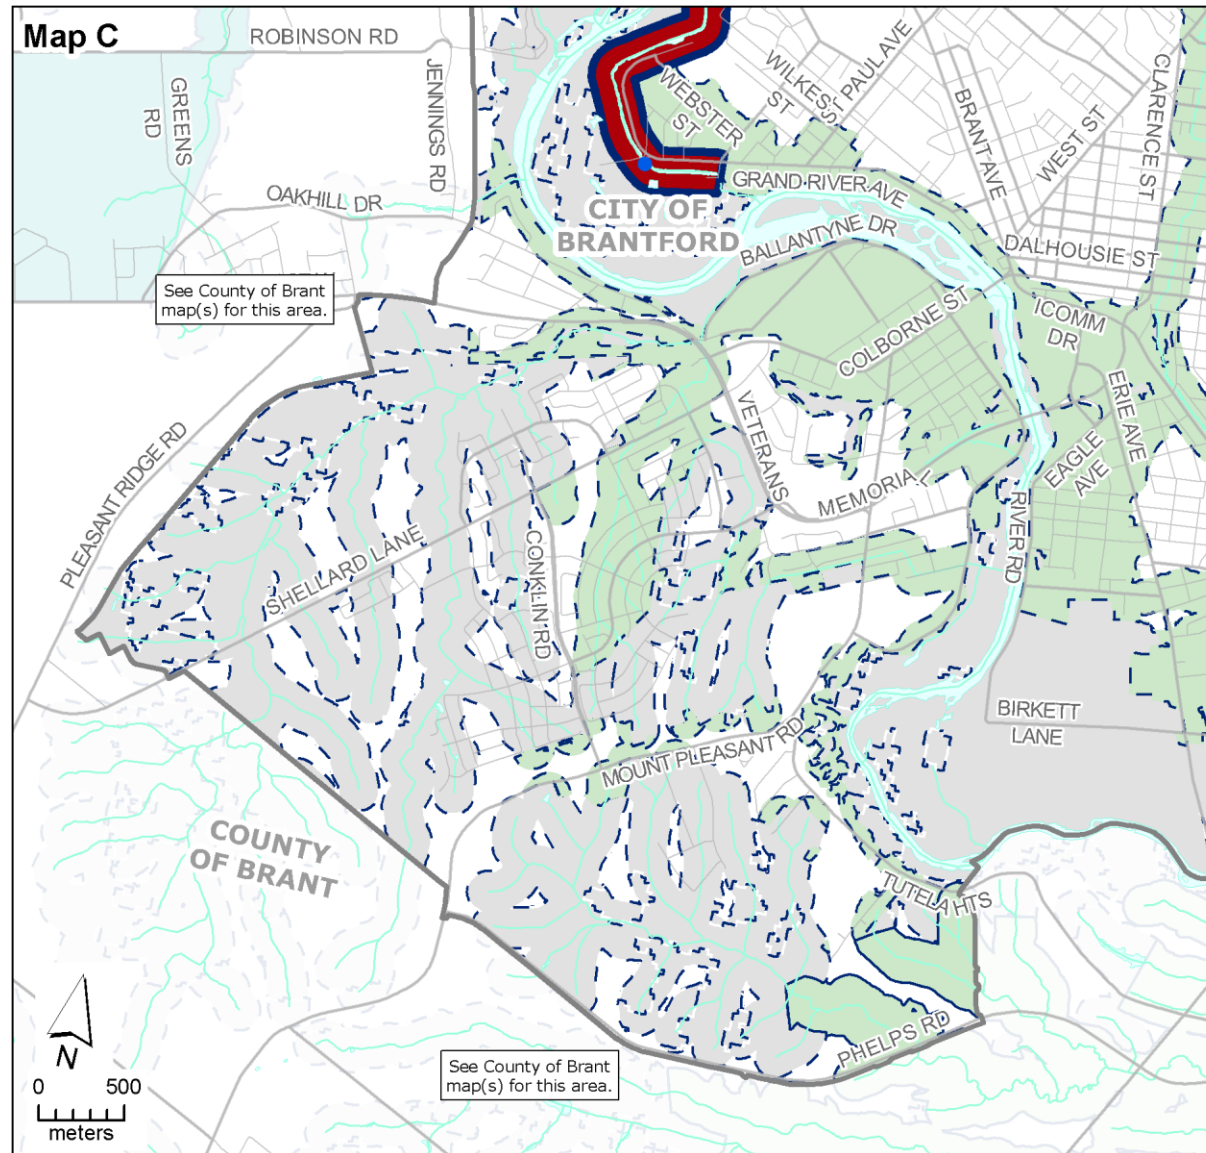 Map C
ROBINSON RD
GREENS
RD
JENNINGS RD
OAKHILL DR
WEBSTER
ST
WILKES
ST
ST PAUL AVE
BRANT AVE
WEST ST
CLARENCE ST
GRAND RIVER AVE
CITY OF
BRANTFORD
BALLANTYNE DR
DALHOUSIE ST
See County of Brant
map(s) for this area.
COLBORNE ST
ICOMM
DR
ERIE AVE
EAGLE
AVE
VETERANS
MEMORIAL
PLEASANT RIDGE RD
SHELLARD LANE
CONKLIN RD
RIVER RD
BIRKETT
LANE
MOUNT PLEASANT RD
COUNTY
OF BRANT
TUTELA HTS
PHELPS RD
See County of Brant
map(s) for this area.
N
0 500
meters